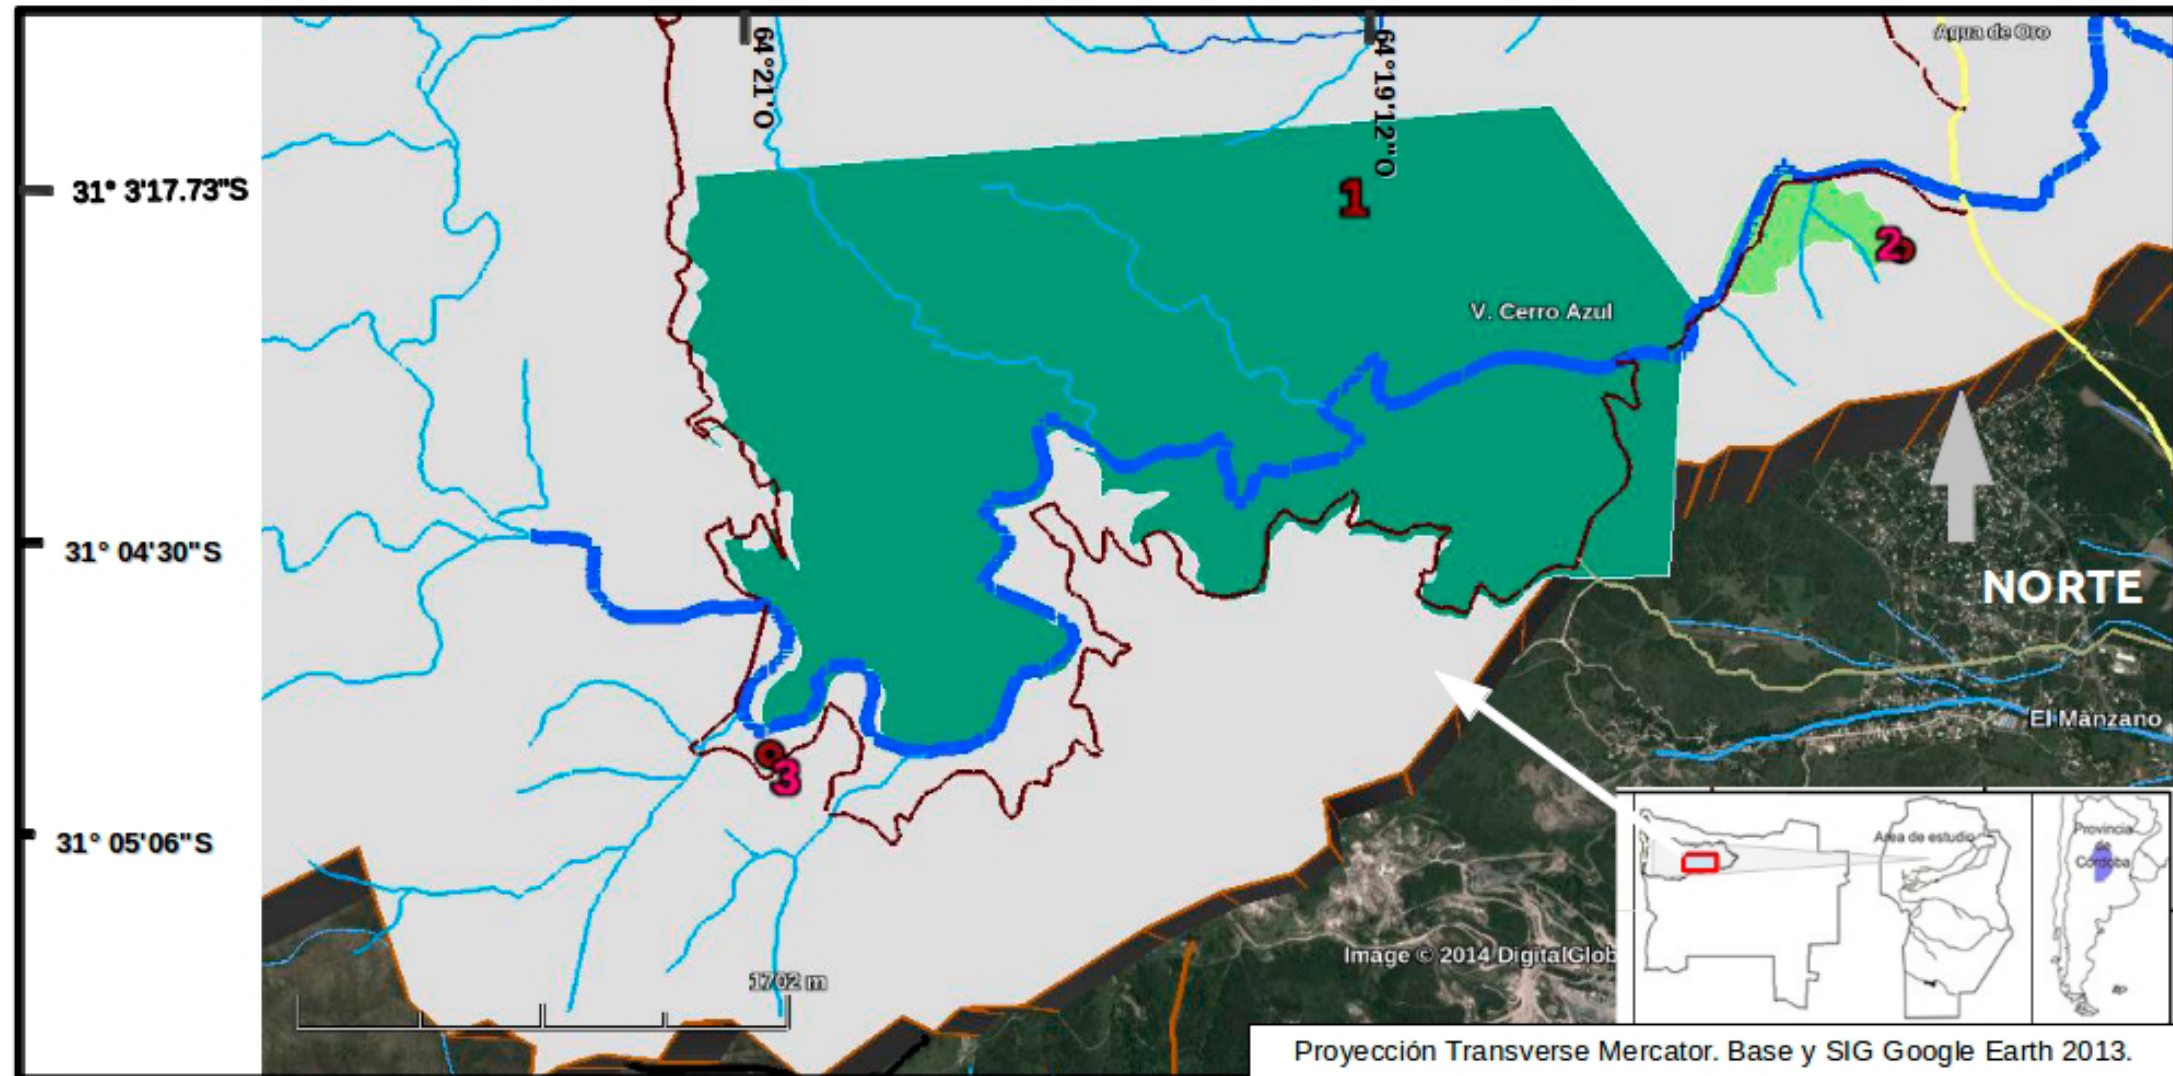 Agua de Oro
64°21'O
64°19'12"O
31° 3'17.73"S
1
2
V. Cerro Azul
31° 04'30"S
NORTE
El Manzano
3
31° 05'06"S
Area de estudio
Provincia
de
Córdoba
Image © 2014 DigitalGlob
1702 m
Proyección Transverse Mercator. Base y SIG Google Earth 2013.